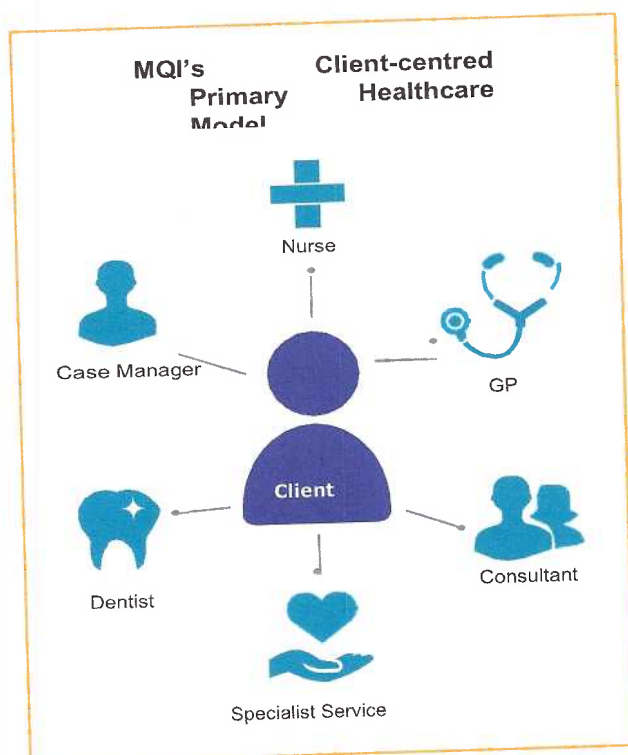 MQI's Client-centred
Primary Healthcare
Model
Nurse
Case Manager
GP
Client
Consultant
Dentist
Specialist Service